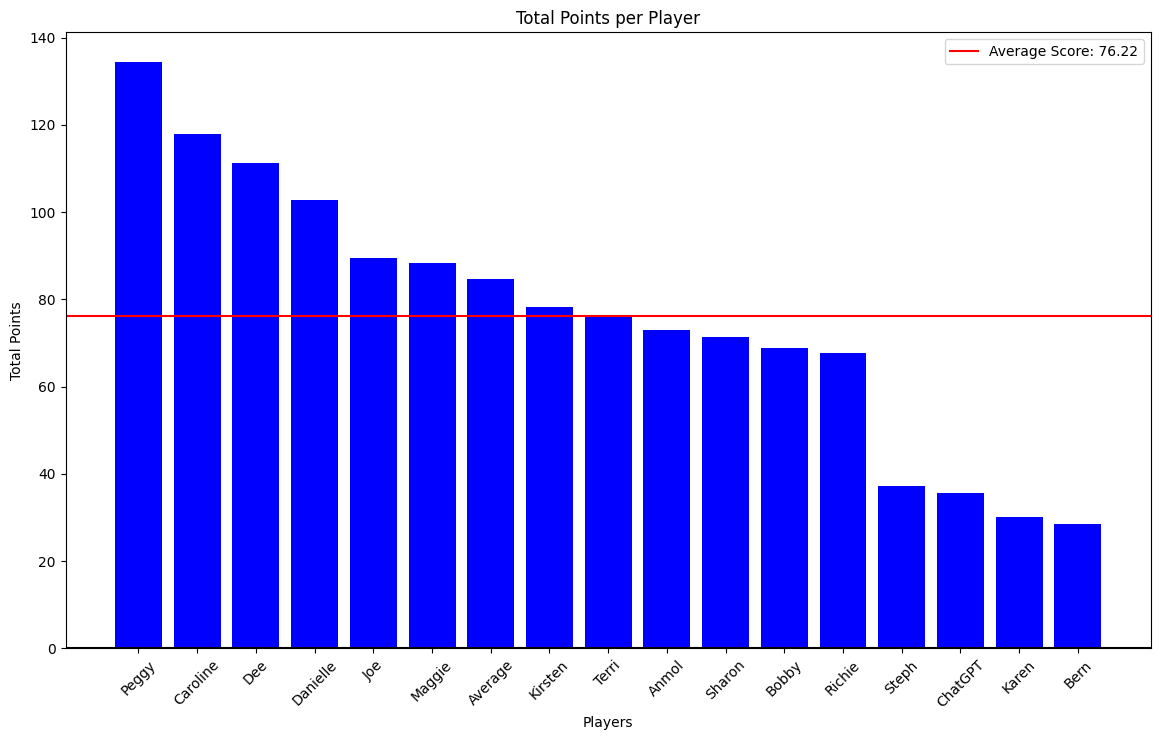 Total Points per Player
Average Score: 76.22
Total Points
140
120
100
80
60
40
20
0
Peggy
Caroline
Dee
Danielle
Joe
Maggie
Average
Kirsten
Terri
Anmol
Sharon
Bobby
Richie
Steph
ChatGPT
Karen
Bern
Players